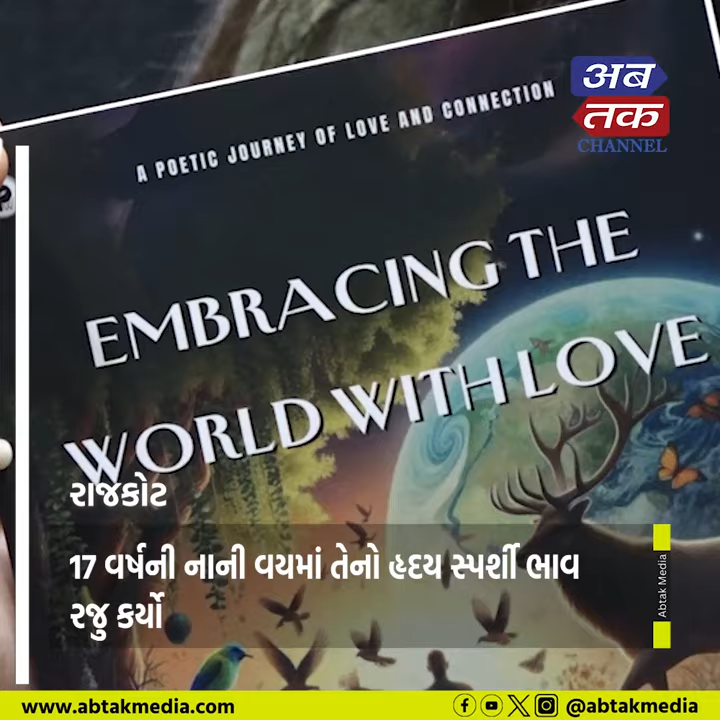 अब
तक
CHANNEL
A POETIC JOURNEY OF LOVE AND CONNECTION
EMBRACING THE
WORLD WITH LOVE
રાજકોટ
17 વર્ષની નાની વયમાં તેનો હૃદય સ્પર્શી ભાવ
રજુ કર્યો
Abtak Media
www.abtakmedia.com
@abtakmedia